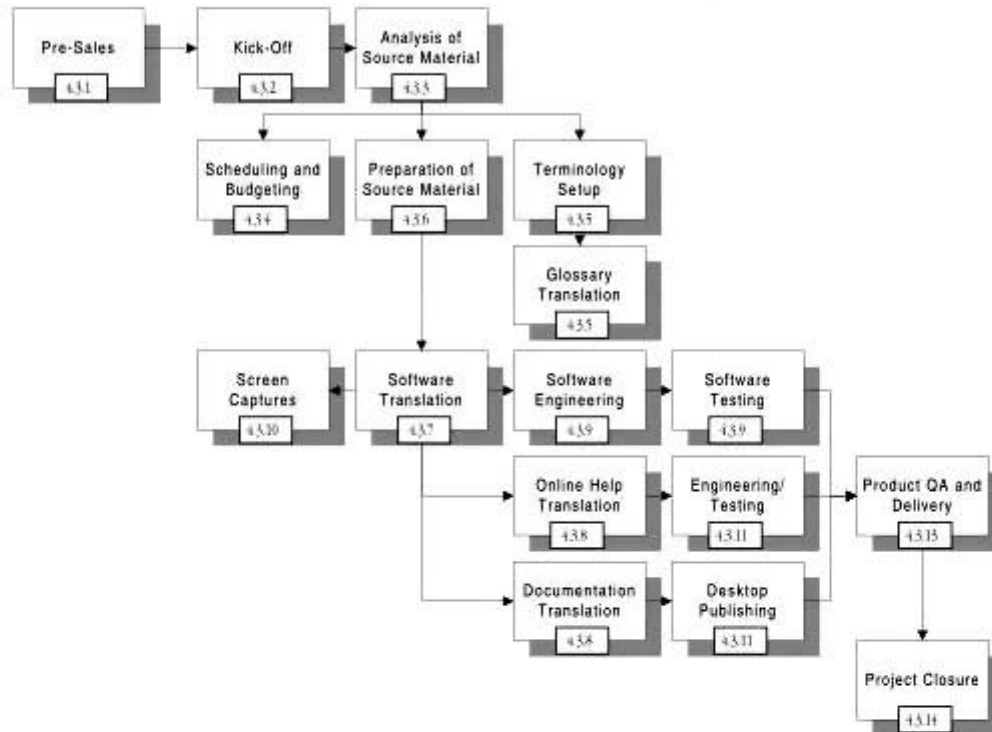 Pre-Sales
4.3.1
Kick-Off
4.3.2
Analysis of
Source Material
4.3.3
Scheduling and
Budgeting
4.3.4
Preparation of
Source Material
4.3.6
Terminology
Setup
4.3.5
Glossary
Translation
4.3.5
Screen
Captures
4.3.10
Software
Translation
4.3.7
Software
Engineering
4.3.9
Software
Testing
4.3.9
Online Help
Translation
4.3.8
Engineering/
Testing
4.3.11
Product QA and
Delivery
4.3.13
Documentation
Translation
4.3.8
Desktop
Publishing
4.3.11
Project Closure
4.3.14